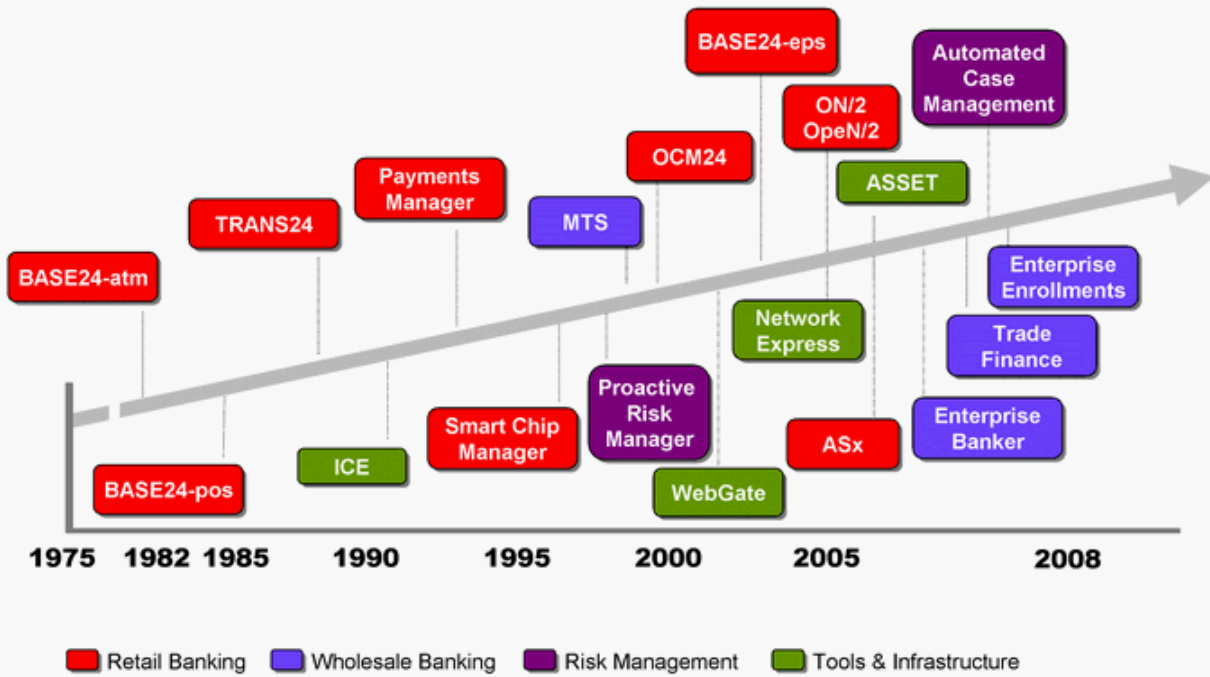 BASE24-eps
Automated
Case
Management
ON/2
OpeN/2
OCM24
Payments
Manager
ASSET
TRANS24
MTS
BASE24-atm
Enterprise
Enrollments
Network
Express
Trade
Finance
Proactive
Risk
Manager
Smart Chip
Manager
ASx
Enterprise
Banker
ICE
BASE24-pos
WebGate
1975
1982
1985
1990
1995
2000
2005
2008
Retail Banking
Wholesale Banking
Risk Management
Tools & Infrastructure